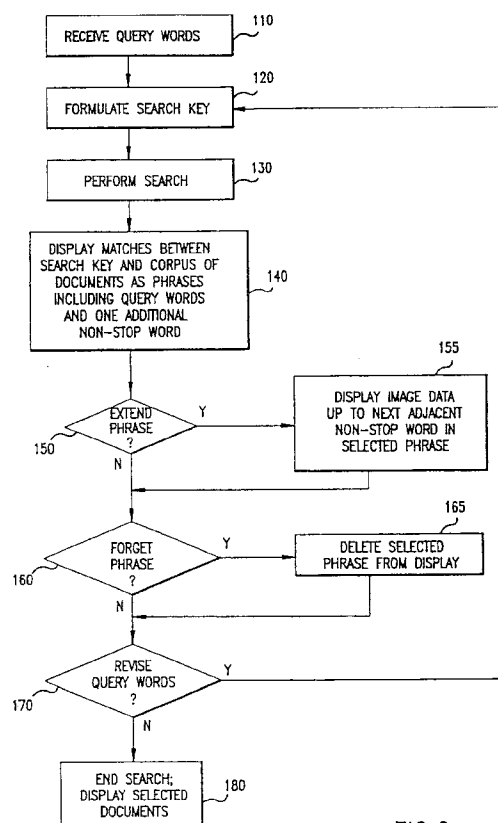 RECEIVE QUERY WORDS
110
FORMULATE SEARCH KEY
120
PERFORM SEARCH
130
DISPLAY MATCHES BETWEEN
SEARCH KEY AND CORPUS OF
DOCUMENTS AS PHRASES
INCLUDING QUERY WORDS
AND ONE ADDITIONAL
NON-STOP WORD
140
EXTEND
PHRASE
?
150
Y
N
155
DISPLAY IMAGE DATA
UP TO NEXT ADJACENT
NON-STOP WORD IN
SELECTED PHRASE
FORGET
PHRASE
?
160
Y
N
165
DELETE SELECTED
PHRASE FROM DISPLAY
REVISE
QUERY WORDS
?
170
Y
N
END SEARCH;
DISPLAY SELECTED
DOCUMENTS
180